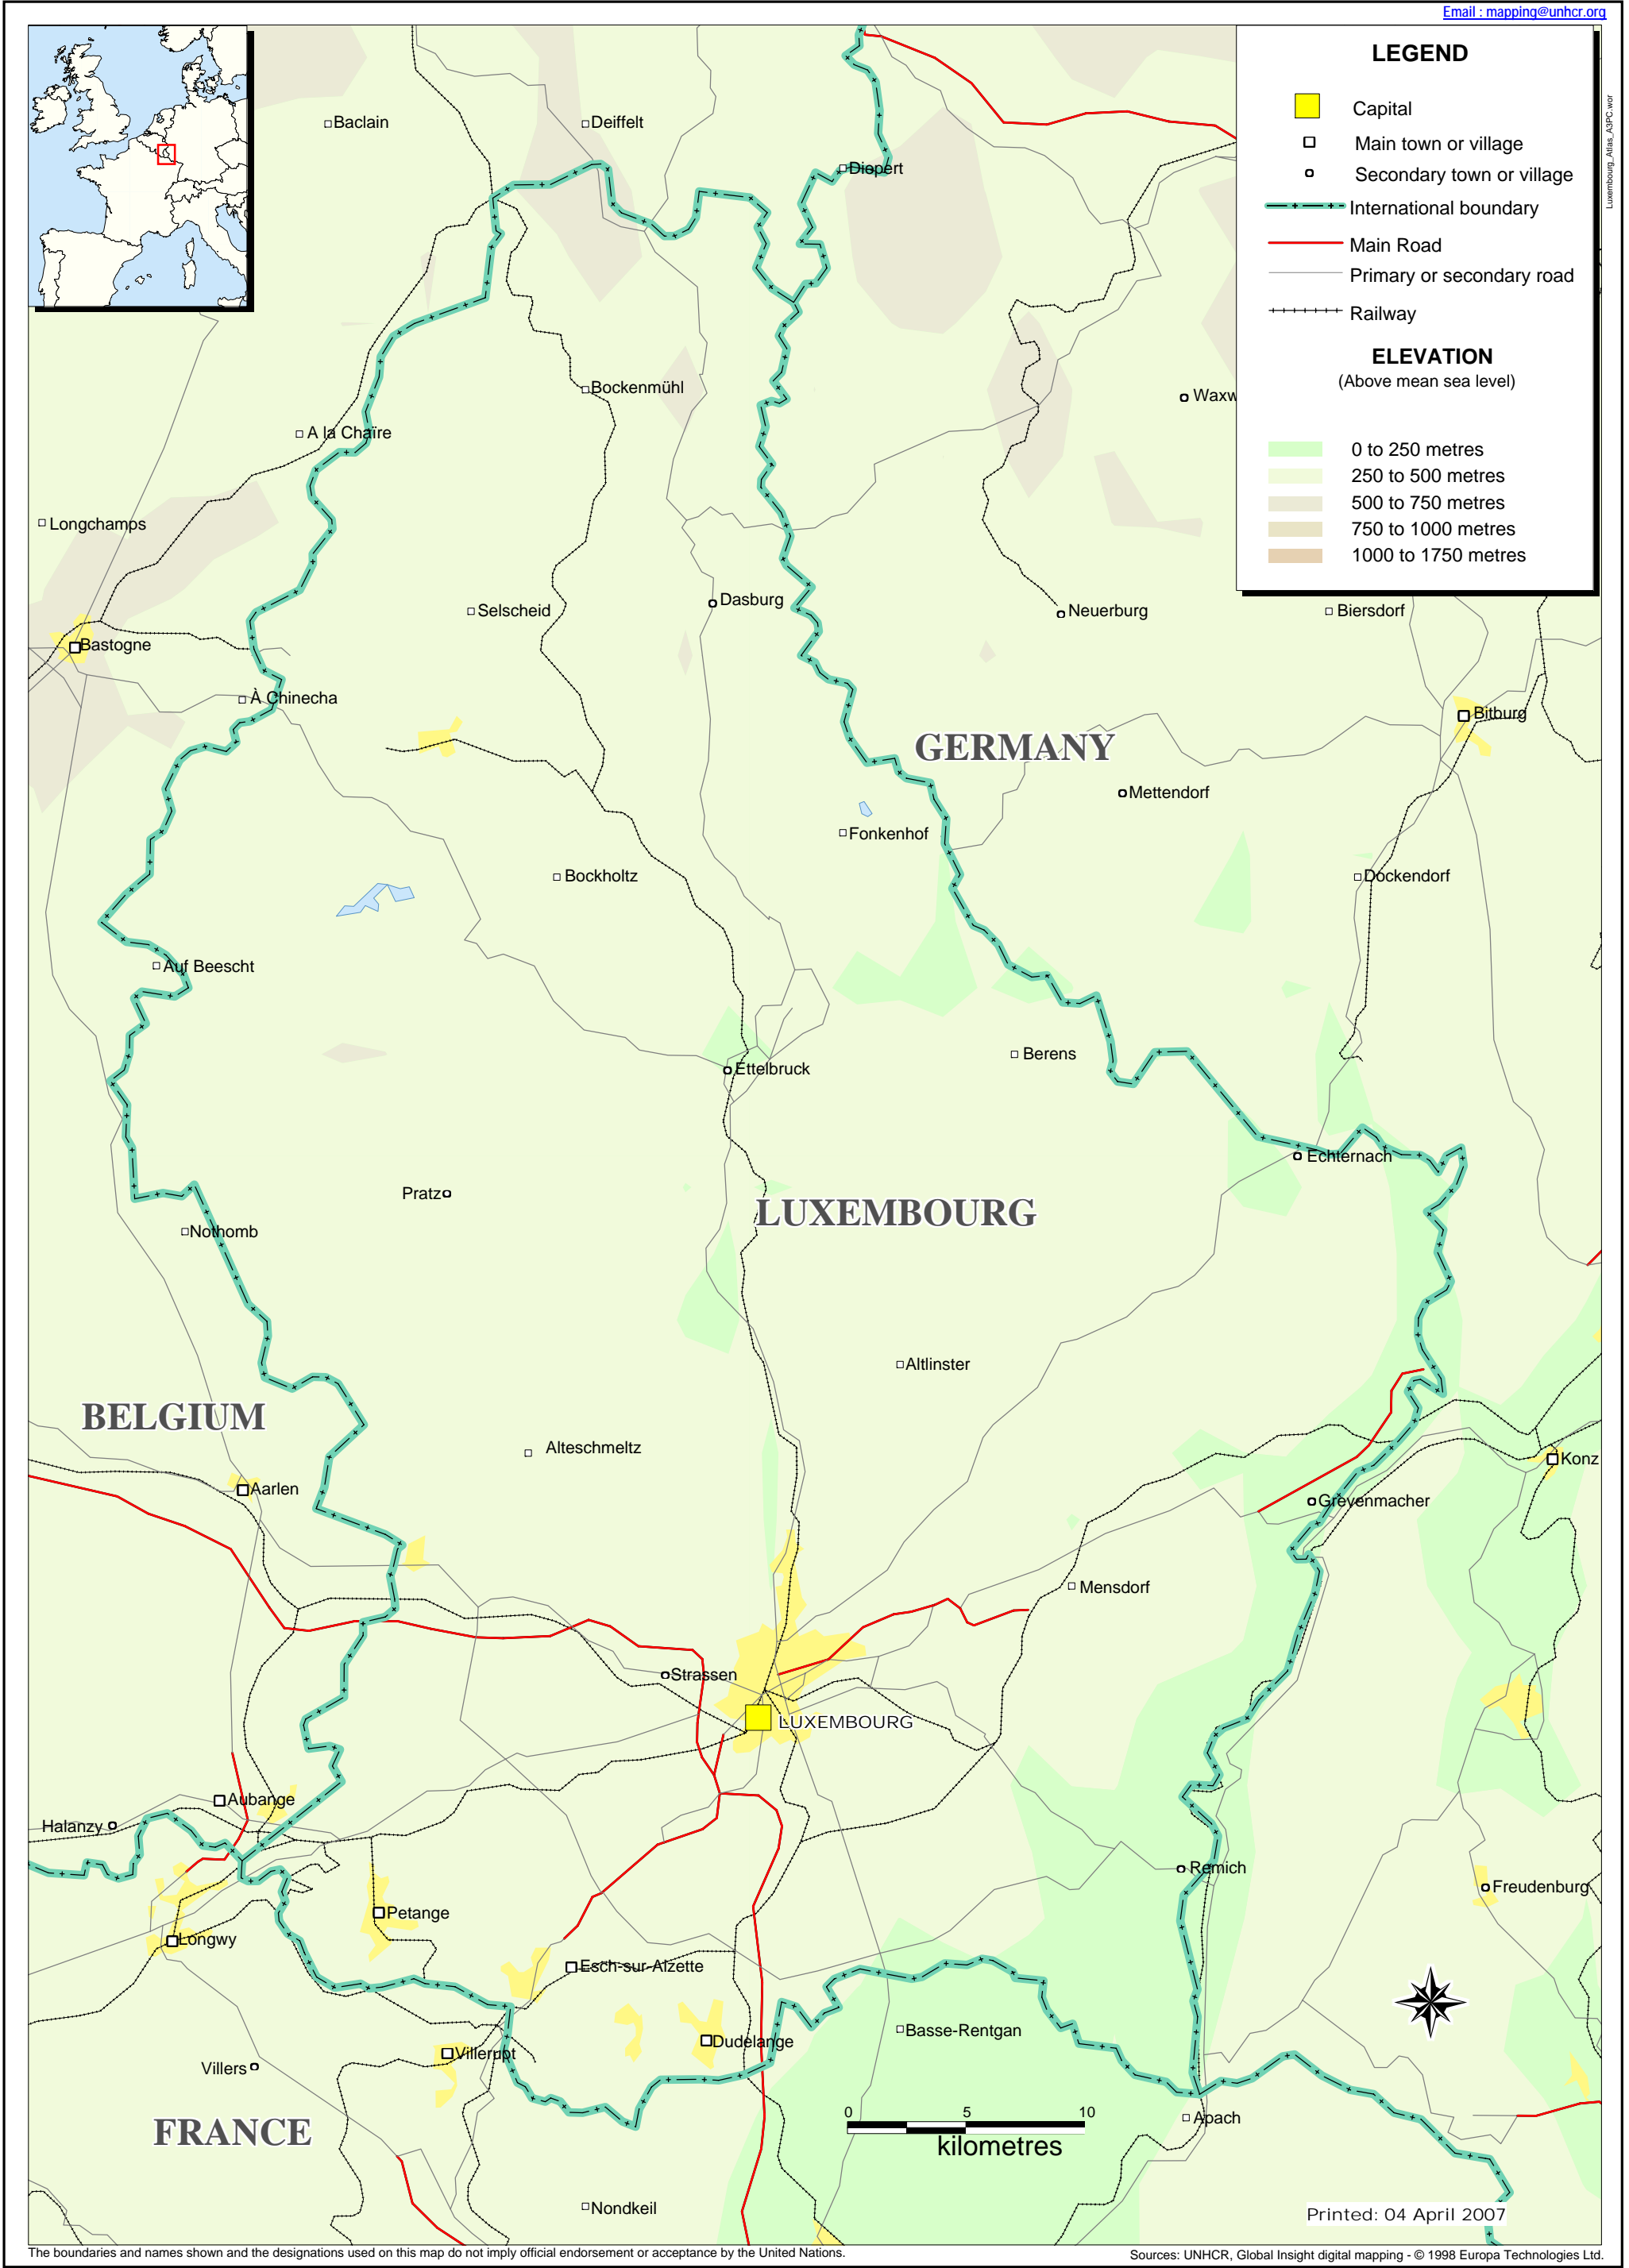 Email : mapping@unhcr.org
LEGEND
Capital
Main town or village
Secondary town or village
International boundary
Main Road
Primary or secondary road
Railway
ELEVATION
(Above mean sea level)
0 to 250 metres
250 to 500 metres
500 to 750 metres
750 to 1000 metres
1000 to 1750 metres
Luxembourg_Atlas_A3PC.wor
Baclain
Deiffelt
Diepert
Bockenmühl
Waxw
A la Chaïre
Longchamps
Dasburg
Selscheid
Neuerburg
Biersdorf
Bastogne
À Chinecha
Bitburg
GERMANY
Mettendorf
Fonkenhof
Bockholtz
Dockendorf
Auf Beescht
Berens
Ettelbruck
Echternach
Pratz
LUXEMBOURG
Nothomb
Altlinster
BELGIUM
Alteschmeltz
Konz
Aarlen
Grevenmacher
Mensdorf
Strassen
LUXEMBOURG
Aubange
Halanzy
Remich
Freudenburg
Petange
Longwy
Esch-sur-Alzette
Basse-Rentgan
Dudelange
Villerupt
Villers
0 5 10
kilometres
Apach
FRANCE
Nondkeil
Printed: 04 April 2007
The boundaries and names shown and the designations used on this map do not imply official endorsement or acceptance by the United Nations.
Sources: UNHCR, Global Insight digital mapping - © 1998 Europa Technologies Ltd.